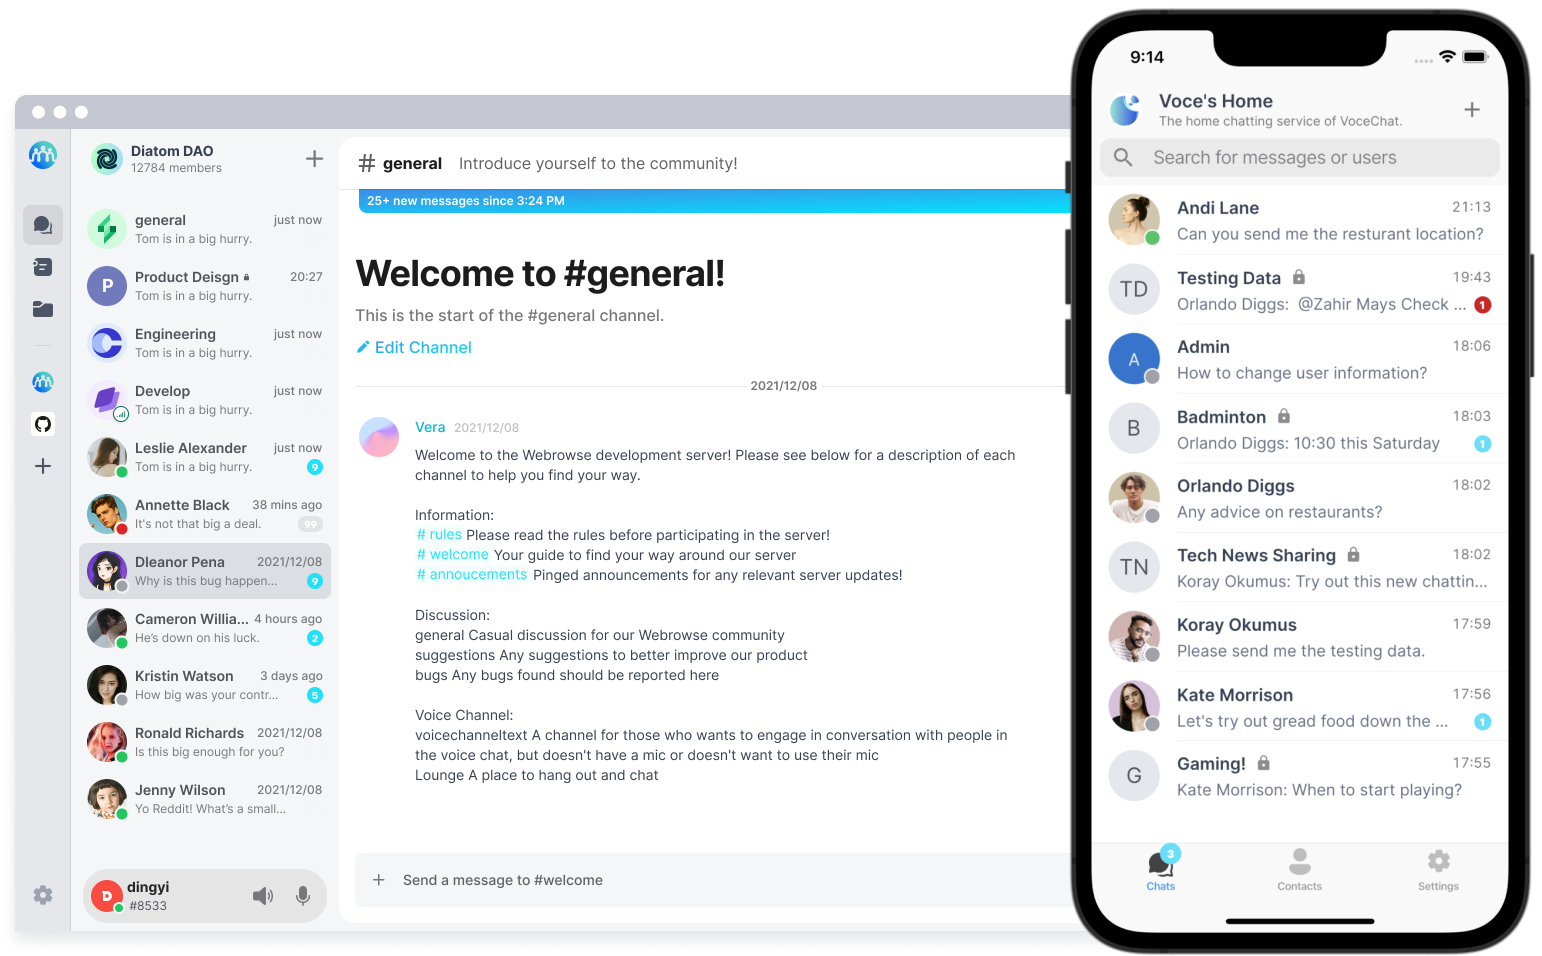 Diatom DAO
12784 members
general just now
Tom is in a big hurry.
P
Product Deisgn 20:27
Tom is in a big hurry.
Engineering just now
Tom is in a big hurry.
Develop just now
Tom is in a big hurry.
Leslie Alexander just now
Tom is in a big hurry. 9
Annette Black 38 mins ago
It's not that big a deal. 99
Dleanor Pena 2021/12/08
Why is this bug happen... 9
Cameron Willia... 4 hours ago
He's down on his luck. 2
Kristin Watson 3 days ago
How big was your contr... 5
Ronald Richards 2021/12/08
Is this big enough for you?
Jenny Wilson 2021/12/08
Yo Reddit! What's a small...
D
dingyi
#8533
# general Introduce yourself to the community!
25+ new messages since 3:24 PM
Welcome to #general!
This is the start of the #general channel.
Edit Channel
2021/12/08
Vera 2021/12/08
Welcome to the Webrowse development server! Please see below for a description of each
channel to help you find your way.
Information:
# rules Please read the rules before participating in the server!
# welcome Your guide to find your way around our server
# annoucements Pinged announcements for any relevant server updates!
Discussion:
general Casual discussion for our Webrowse community
suggestions Any suggestions to better improve our product
bugs Any bugs found should be reported here
Voice Channel:
voicechanneltext A channel for those who wants to engage in conversation with people in
the voice chat, but doesn't have a mic or doesn't want to use their mic
Lounge A place to hang out and chat
+ Send a message to #welcome
9:14
Voce's Home
The home chatting service of VoceChat.
Search for messages or users
Andi Lane 21:13
Can you send me the resturant location?
TD
Testing Data 19:43
Orlando Diggs: @Zahir Mays Check ... 1
A
Admin 18:06
How to change user information?
B
Badminton 18:03
Orlando Diggs: 10:30 this Saturday 1
Orlando Diggs 18:02
Any advice on restaurants?
TN
Tech News Sharing 18:02
Koray Okumus: Try out this new chattin...
Koray Okumus 17:59
Please send me the testing data.
Kate Morrison 17:56
Let's try out gread food down the ... 1
G
Gaming! 17:55
Kate Morrison: When to start playing?
3
Chats Contacts Settings